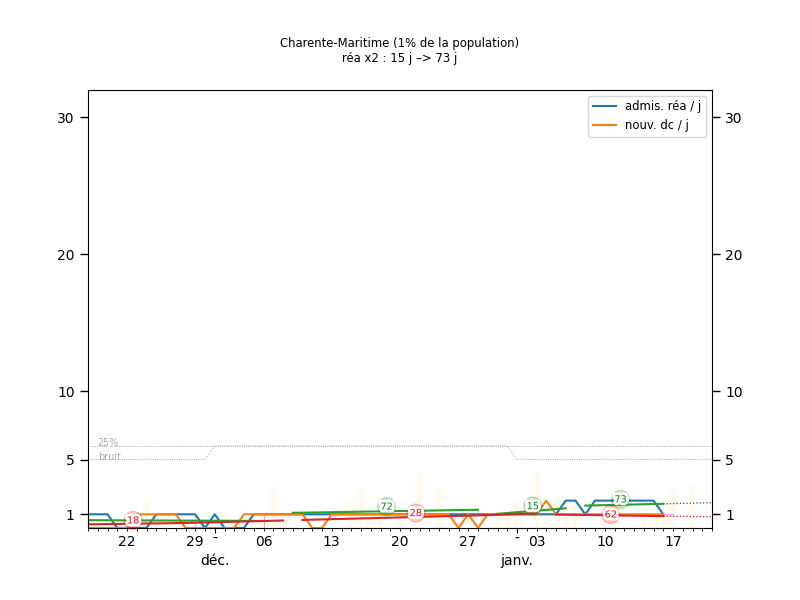 Charente-Maritime (1% de la population)
réa x2 : 15 j –> 73 j
admis. réa / j
nouv. dc / j
30 30
20 20
10 10
25%
bruit
5 5
1 1
18 72 28 15 73 62
22 29 - 06 13 20 27 - 03 10 17
déc. janv.